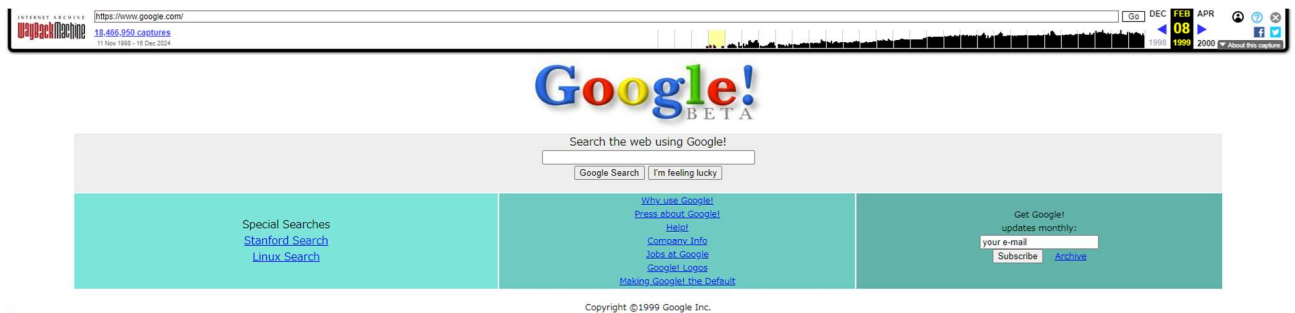 INTERNET ARCHIVE
WayBackMachine
https://www.google.com/
Go
18,466,950 captures
11 Nov 1998 - 18 Dec 2024
DEC FEB APR
08
1998 1999 2000
About this capture
Google!
BETA
Search the web using Google!
Google Search I'm feeling lucky
Special Searches
Stanford Search
Linux Search
Why use Google!
Press about Google!
Help!
Company Info
Jobs at Google
Google! Logos
Making Google! the Default
Get Google!
updates monthly:
your e-mail
Subscribe Archive
Copyright ©1999 Google Inc.